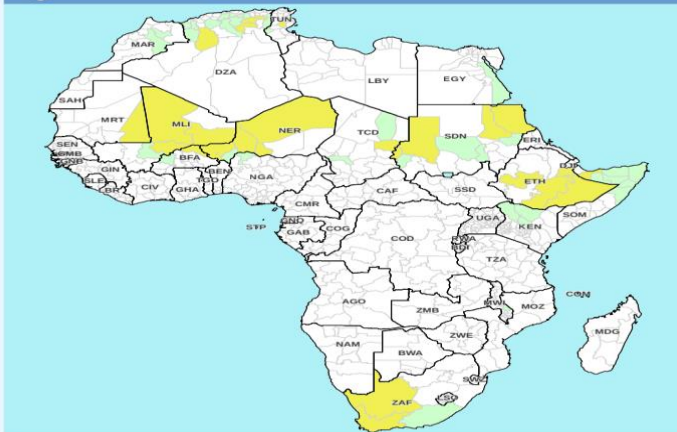 TUN
MAR
DZA
LBY
EGY
SAH
MRT
MLI
NER
TCD
SDN
ERI
SEN
GMB
GNB
GIN
BFA
BEN
NGA
DJI
ETH
SLE
LBR
CIV
GHA
TGO
CAF
SSD
SOM
CMR
UGA
KEN
STP
GAB
COG
COD
RWA
BDI
TZA
AGO
MWI
COM
ZMB
MOZ
MDG
ZWE
NAM
BWA
SWZ
ZAF
LSO